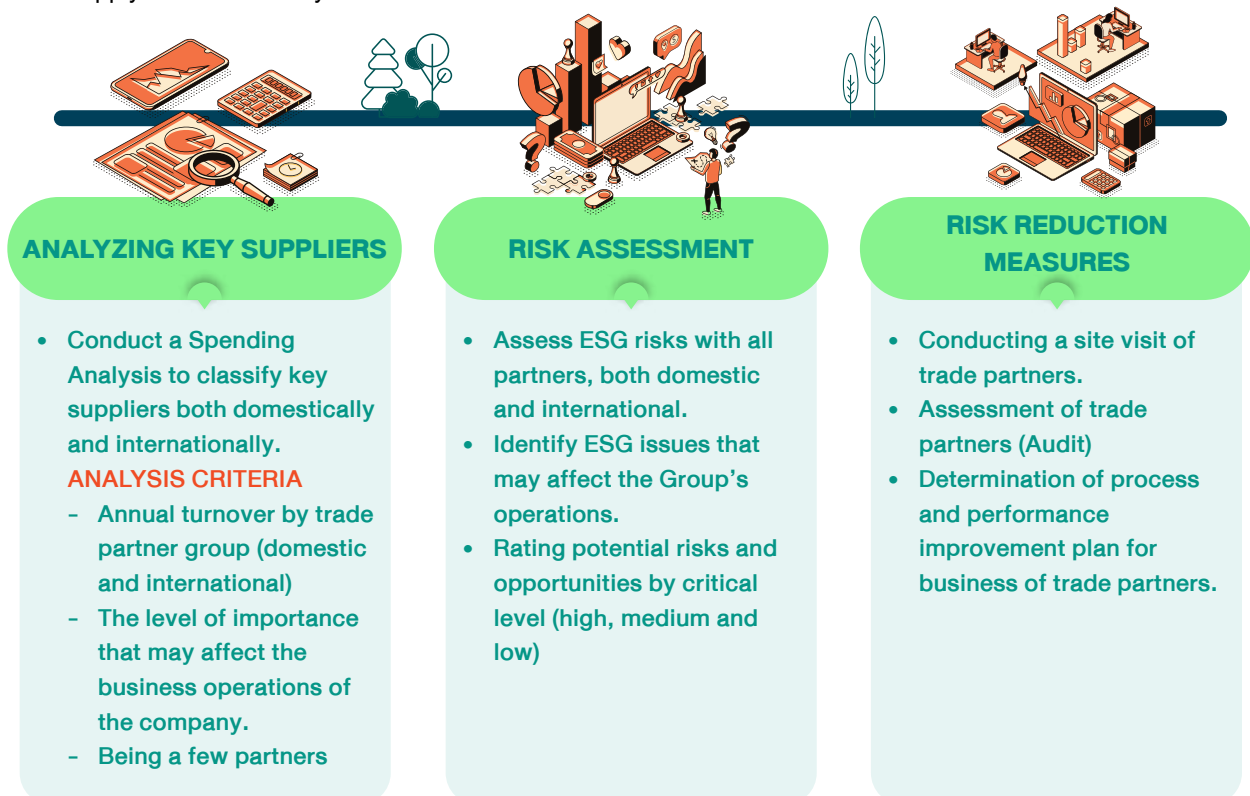 ANALYZING KEY SUPPLIERS
• Conduct a Spending
Analysis to classify key
suppliers both domestically
and internationally.
ANALYSIS CRITERIA
- Annual turnover by trade
partner group (domestic
and international)
- The level of importance
that may affect the
business operations of
the company.
- Being a few partners
RISK ASSESSMENT
• Assess ESG risks with all
partners, both domestic
and international.
• Identify ESG issues that
may affect the Group's
operations.
• Rating potential risks and
opportunities by critical
level (high, medium and
low)
RISK REDUCTION
MEASURES
• Conducting a site visit of
trade partners.
• Assessment of trade
partners (Audit)
• Determination of process
and performance
improvement plan for
business of trade partners.